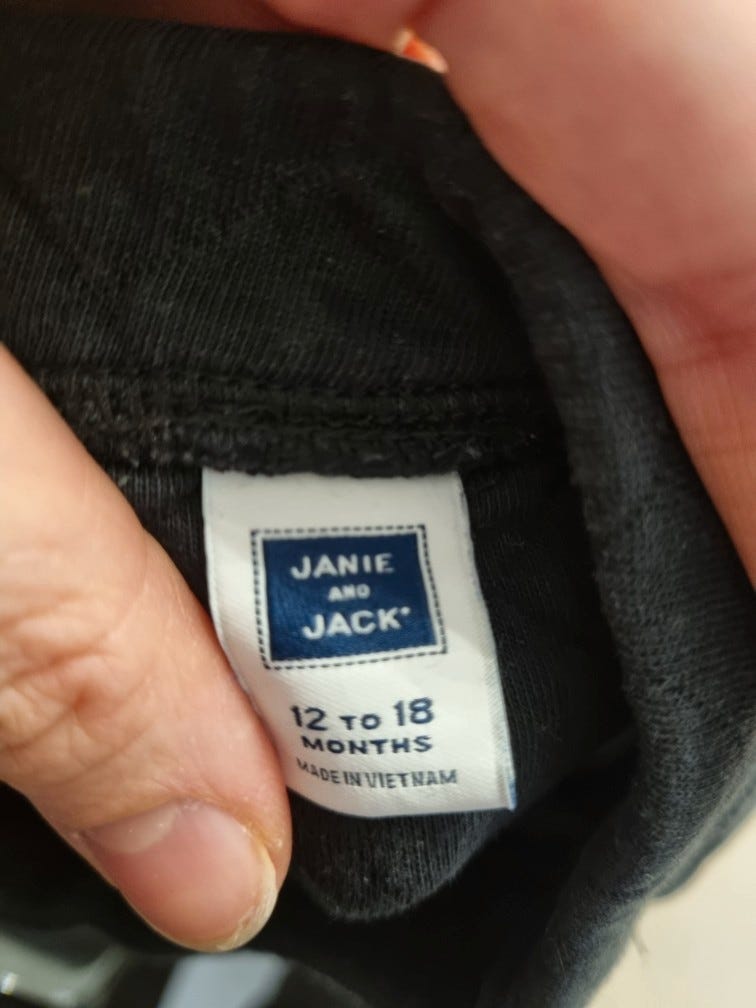 JANIE
AND
JACK
12 TO 18
MONTHS
MADE IN VIETNAM